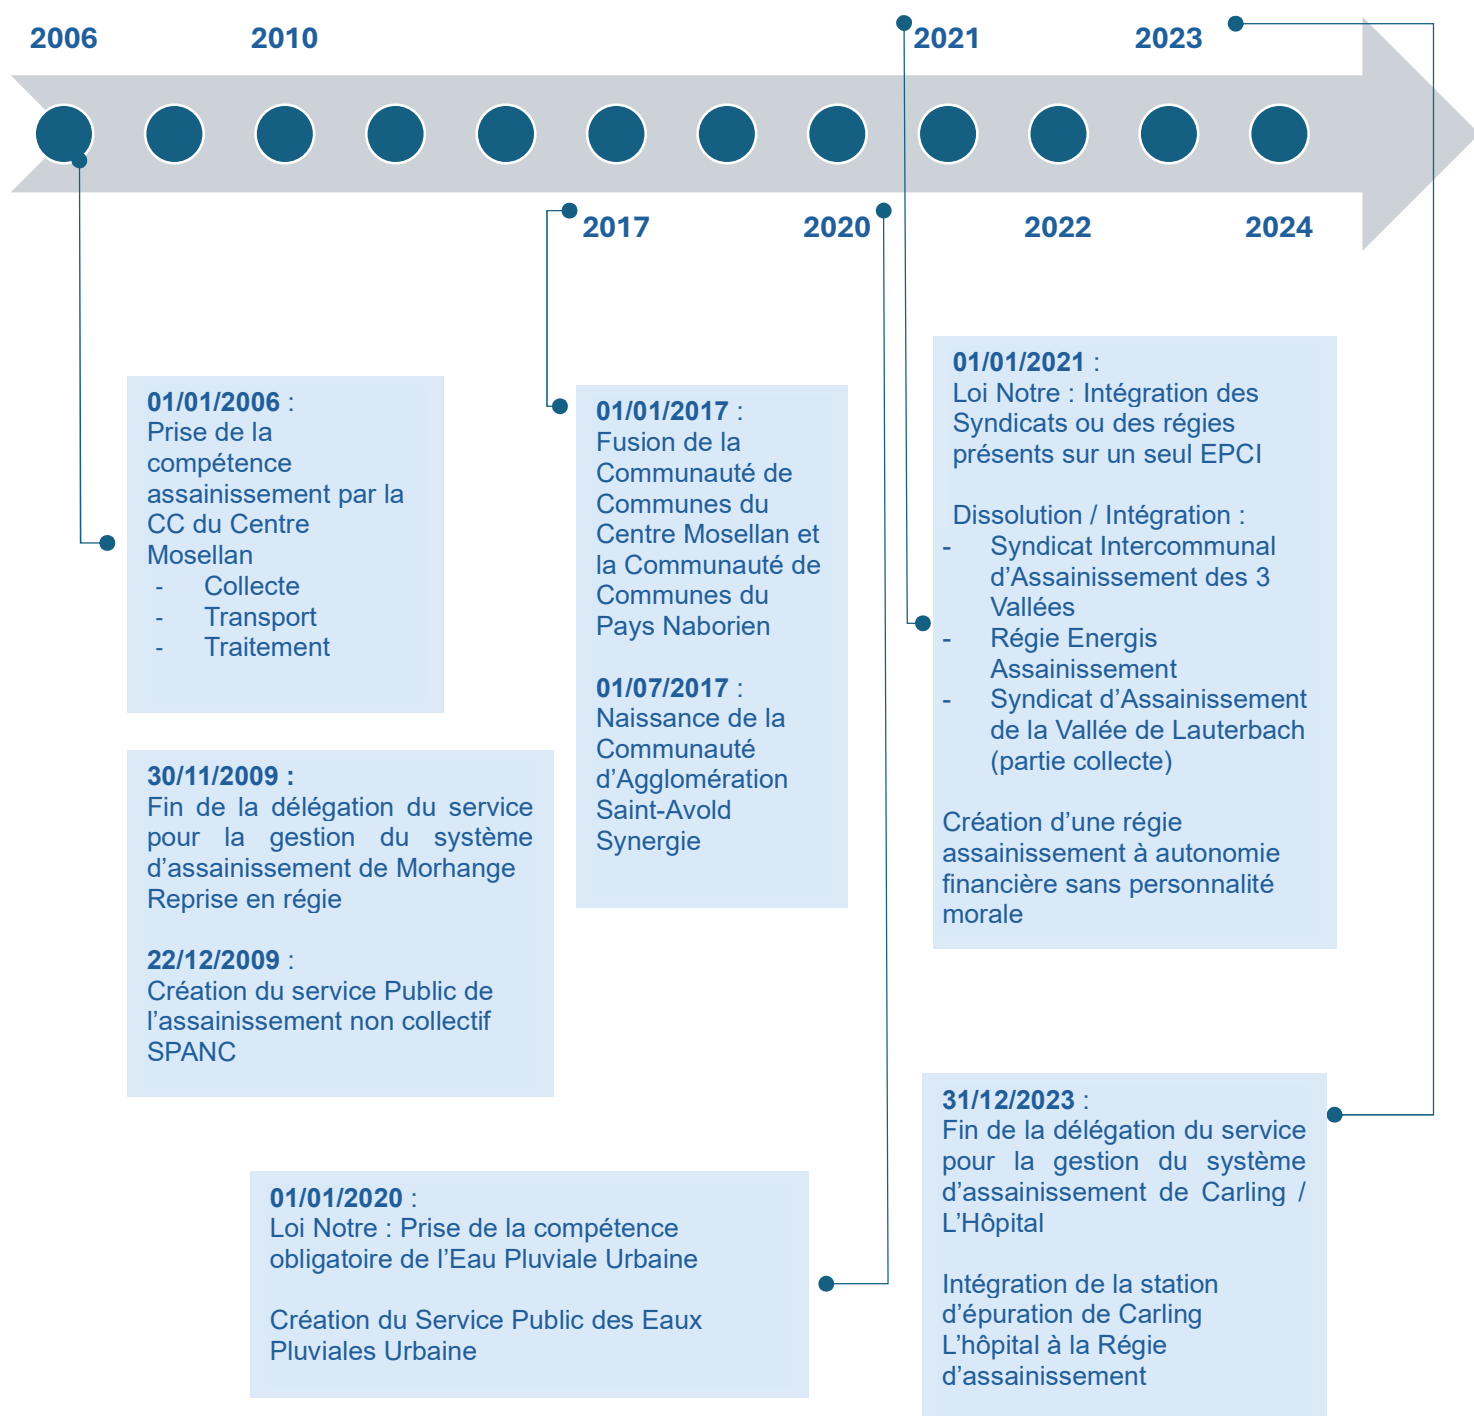 2006
2010
2021
2023
2017
2020
2022
2024
01/01/2006 :
Prise de la
compétence
assainissement par la
CC du Centre
Mosellan
- Collecte
- Transport
- Traitement
30/11/2009 :
Fin de la délégation du service
pour la gestion du système
d'assainissement de Morhange
Reprise en régie
22/12/2009 :
Création du service Public de
l’assainissement non collectif
SPANC
01/01/2017 :
Fusion de la
Communauté de
Communes du
Centre Mosellan et
la Communauté de
Communes du
Pays Naborien
01/07/2017 :
Naissance de la
Communauté
d’Agglomération
Saint-Avold
Synergie
01/01/2020 :
Loi Notre : Prise de la compétence
obligatoire de l’Eau Pluviale Urbaine
Création du Service Public des Eaux
Pluviales Urbaine
01/01/2021 :
Loi Notre : Intégration des
Syndicats ou des régies
présents sur un seul EPCI
Dissolution / Intégration :
- Syndicat Intercommunal
d’Assainissement des 3
Vallées
- Régie Energis
Assainissement
- Syndicat d’Assainissement
de la Vallée de Lauterbach
(partie collecte)
Création d’une régie
assainissement à autonomie
financière sans personnalité
morale
31/12/2023 :
Fin de la délégation du service
pour la gestion du système
d’assainissement de Carling /
L’Hôpital
Intégration de la station
d’épuration de Carling
L’hôpital à la Régie
d’assainissement